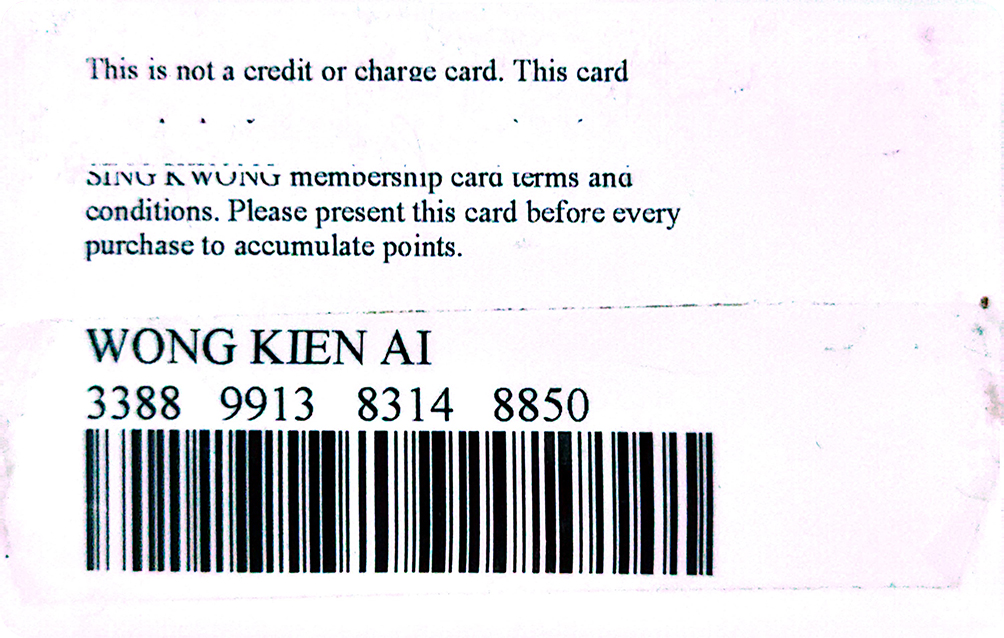 This is not a credit or charge card. This card
SING KWONG membership card terms and
conditions. Please present this card before every
purchase to accumulate points.
WONG KIEN AI
3388 9913 8314 8850